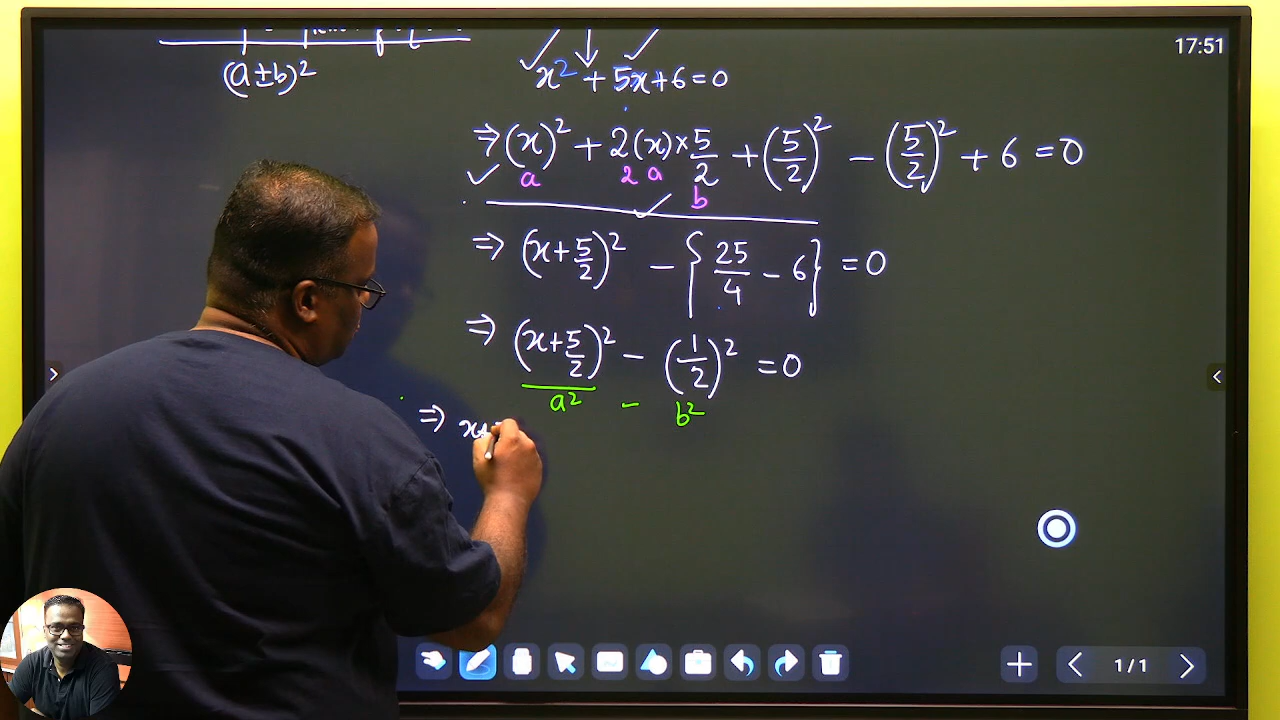 17:51
(a±b)²
x² + 5x + 6 = 0
⇒ (x)² + 2(x) × 5/2 + (5/2)² − (5/2)² + 6 = 0
a 2 a b
⇒ (x + 5/2)² − {25/4 − 6} = 0
⇒ (x + 5/2)² − (1/2)² = 0
a² − b²
⇒ x +
1/1